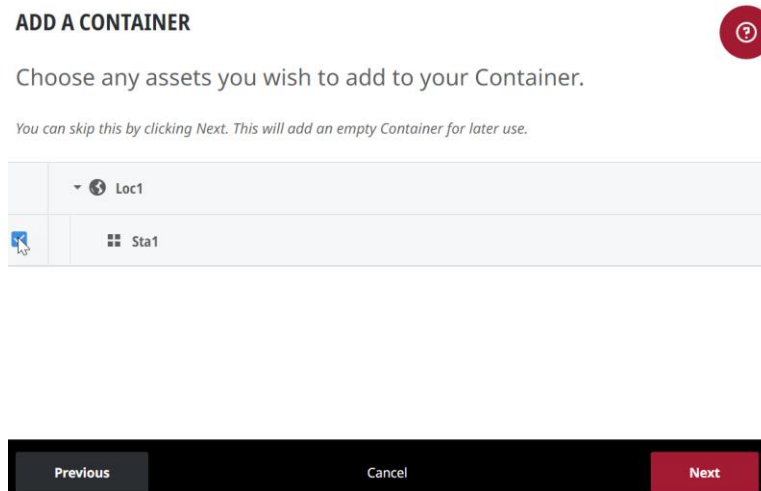 ADD A CONTAINER
Choose any assets you wish to add to your Container.
You can skip this by clicking Next. This will add an empty Container for later use.
Loc1
Sta1
Previous
Cancel
Next